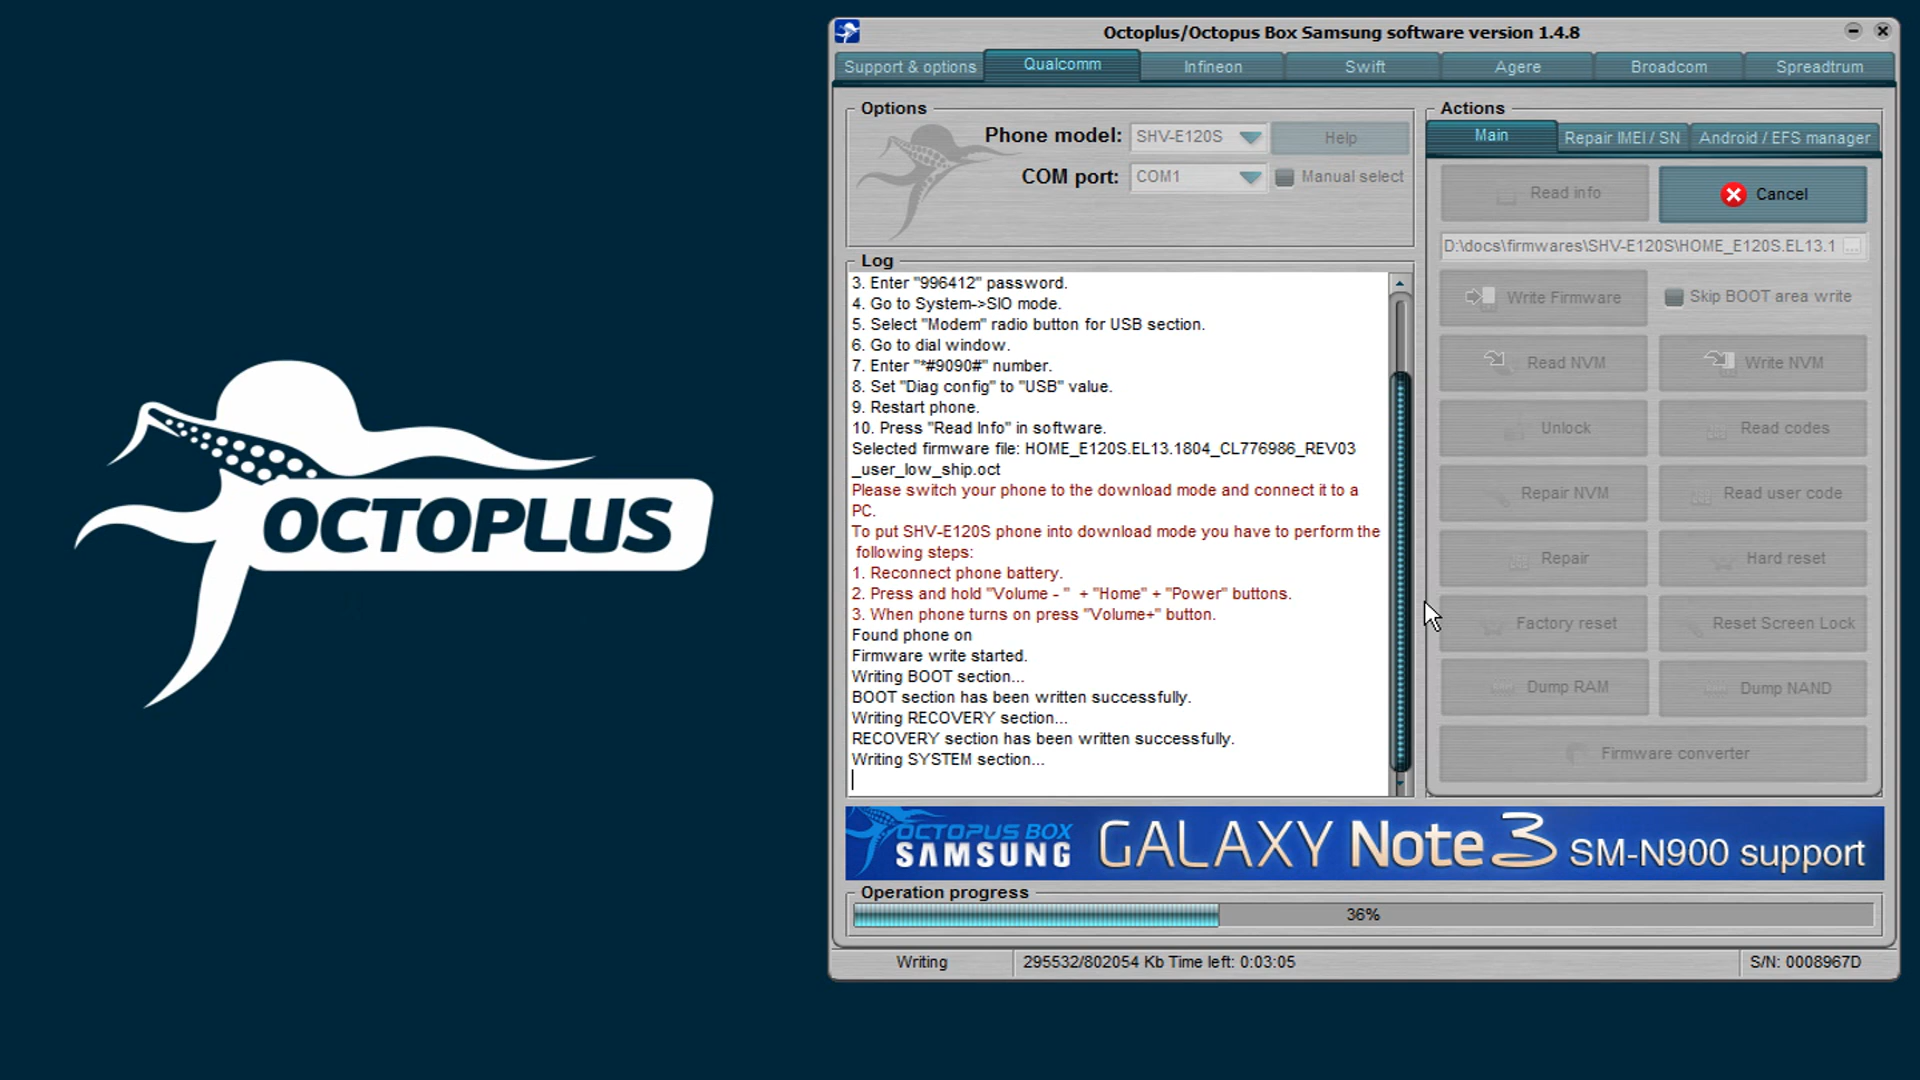 OCTOPLUS
Octoplus/Octopus Box Samsung software version 1.4.8
Support & options
Qualcomm
Infineon
Swift
Agere
Broadcom
Spreadtrum
Options
Phone model:
SHV-E120S
Help
COM port:
COM1
Manual select
Log
3. Enter "996412" password.
4. Go to System->SIO mode.
5. Select "Modem" radio button for USB section.
6. Go to dial window.
7. Enter "*#9090#" number.
8. Set "Diag config" to "USB" value.
9. Restart phone.
10. Press "Read Info" in software.
Selected firmware file: HOME_E120S.EL13.1804_CL776986_REV03
_user_low_ship.oct
Please switch your phone to the download mode and connect it to a
PC.
To put SHV-E120S phone into download mode you have to perform the
following steps:
1. Reconnect phone battery.
2. Press and hold "Volume - " + "Home" + "Power" buttons.
3. When phone turns on press "Volume+" button.
Found phone on
Firmware write started.
Writing BOOT section...
BOOT section has been written successfully.
Writing RECOVERY section...
RECOVERY section has been written successfully.
Writing SYSTEM section...
Actions
Main
Repair IMEI / SN
Android / EFS manager
Read info
Cancel
D:\docs\firmwares\SHV-E120S\HOME_E120S.EL13.1
...
Write Firmware
Skip BOOT area write
Read NVM
Write NVM
Unlock
Read codes
Repair NVM
Read user code
Repair
Hard reset
Factory reset
Reset Screen Lock
Dump RAM
Dump NAND
Firmware converter
OCTOPUS BOX
SAMSUNG
GALAXY Note 3 SM-N900 support
Operation progress
36%
Writing
295532/802054 Kb Time left: 0:03:05
S/N: 0008967D